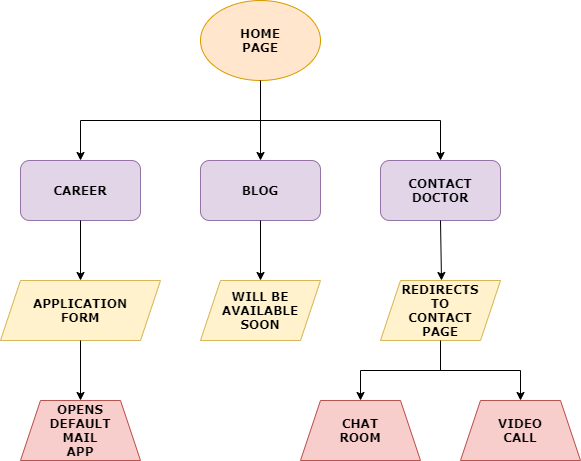 HOME
PAGE
CAREER
BLOG
CONTACT
DOCTOR
APPLICATION
FORM
WILL BE
AVAILABLE
SOON
REDIRECTS
TO
CONTACT
PAGE
OPENS
DEFAULT
MAIL
APP
CHAT
ROOM
VIDEO
CALL